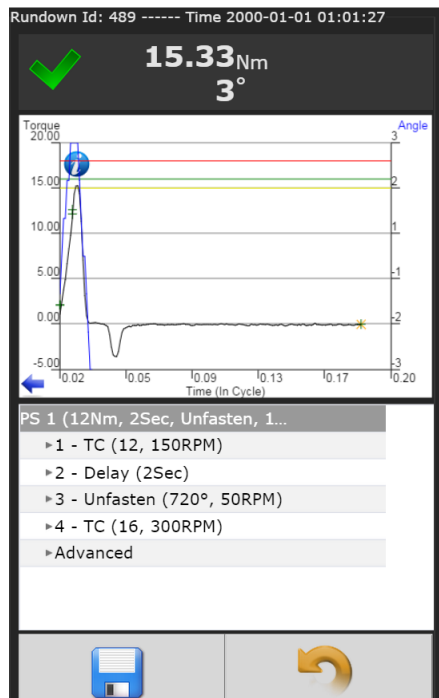 Rundown Id: 489 ------ Time 2000-01-01 01:01:27
15.33Nm
3°
Torque Angle
20.00 3
15.00 2
10.00 1
5.00 -1
0.00 -2
-5.00 -3
0.02 0.05 0.09 0.13 0.17 0.20
Time (In Cycle)
PS 1 (12Nm, 2Sec, Unfasten, 1...
1 - TC (12, 150RPM)
2 - Delay (2Sec)
3 - Unfasten (720°, 50RPM)
4 - TC (16, 300RPM)
Advanced